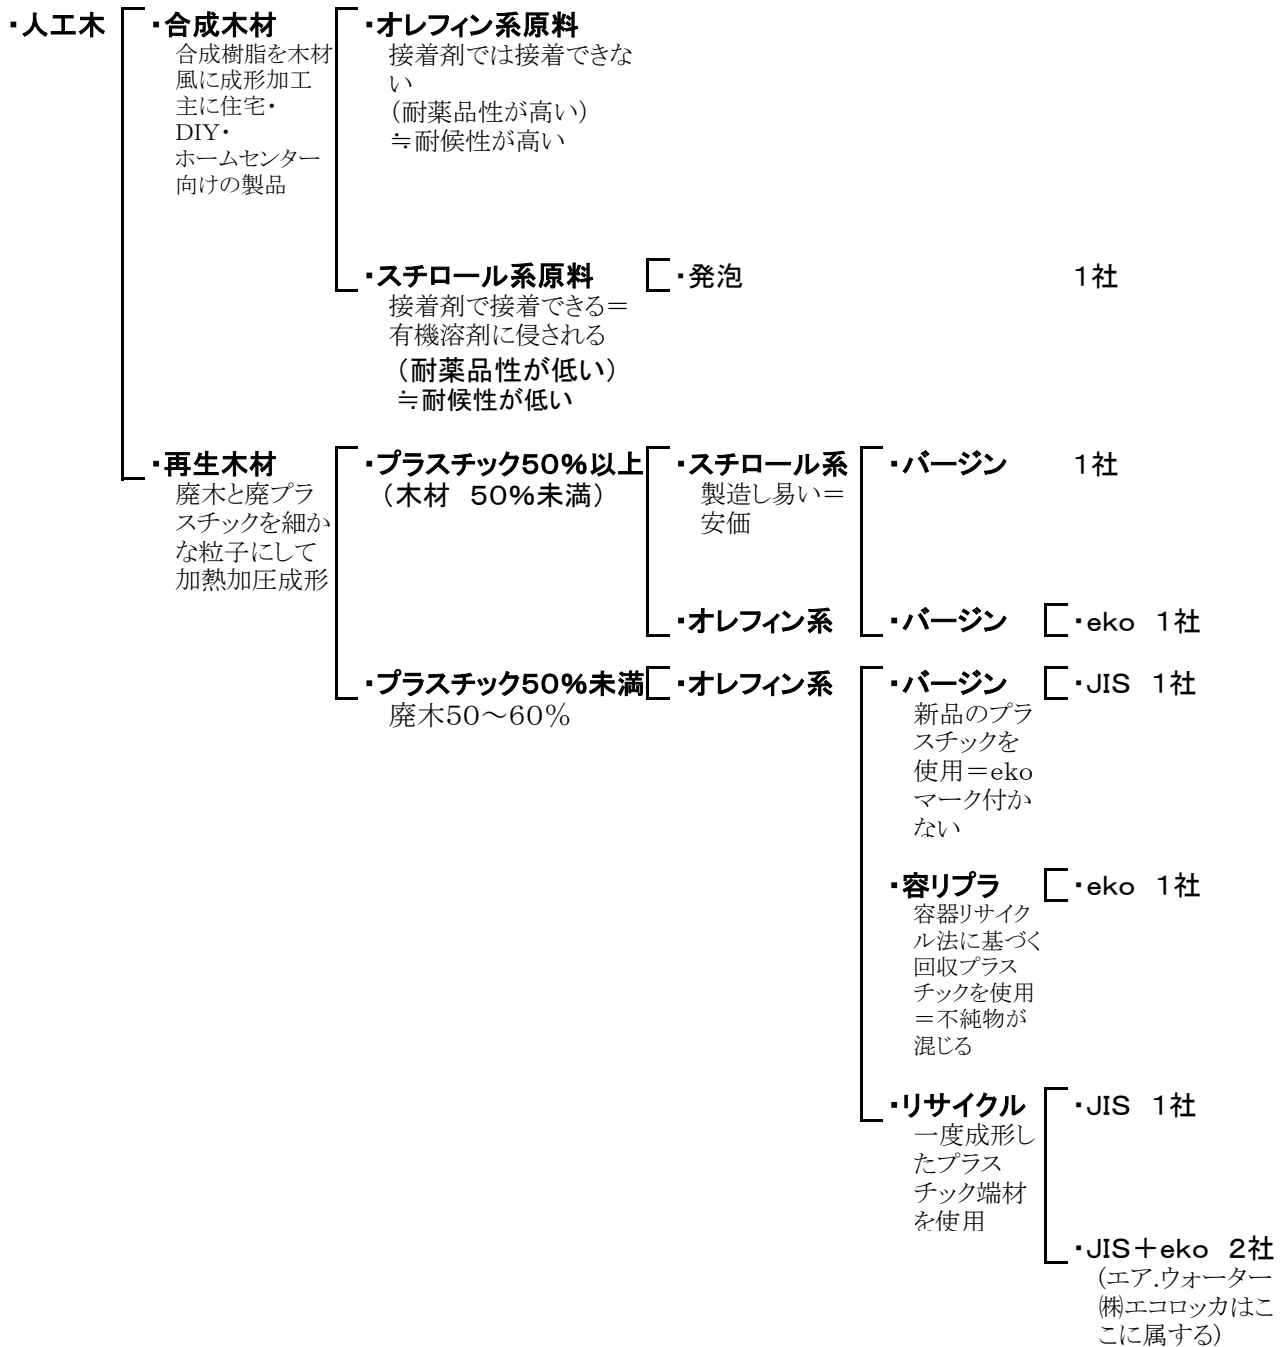 ・人工木
・合成木材
合成樹脂を木材
風に成形加工
主に住宅・
DIY・
ホームセンター
向けの製品
・オレフィン系原料
接着剤では接着できな
い
（耐薬品性が高い）
≒耐候性が高い
・スチロール系原料
接着剤で接着できる＝
有機溶剤に侵される
（耐薬品性が低い）
≒耐候性が低い
・発泡
1社
・再生木材
廃木と廃プラ
スチックを細か
な粒子にして
加熱加圧成形
・プラスチック50%以上
（木材　50%未満）
・スチロール系
製造し易い＝
安価
・バージン
1社
・オレフィン系
・バージン
・eko　1社
・プラスチック50%未満
廃木50～60%
・オレフィン系
・バージン
新品のプラ
スチックを
使用＝eko
マーク付か
ない
・JIS　1社
・容リプラ
容器リサイク
ル法に基づく
回収プラス
チックを使用
＝不純物が
混じる
・eko　1社
・リサイクル
一度成形し
たプラス
チック端材
を使用
・JIS　1社
・JIS＋eko　2社
（エア.ウォーター
㈱エコロッカはこ
こに属する）